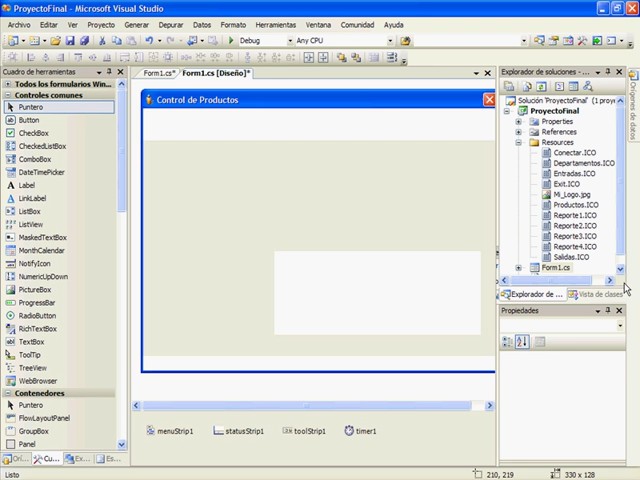 ProyectoFinal - Microsoft Visual Studio
Archivo Editar Ver Proyecto Generar Depurar Datos Formato Herramientas Ventana Comunidad Ayuda
Debug Any CPU
Cuadro de herramientas
Todos los formularios Win...
Controles comunes
Puntero
Button
CheckBox
CheckedListBox
ComboBox
DateTimePicker
Label
LinkLabel
ListBox
ListView
MaskedTextBox
MonthCalendar
NotifyIcon
NumericUpDown
PictureBox
ProgressBar
RadioButton
RichTextBox
TextBox
ToolTip
TreeView
WebBrowser
Contenedores
Puntero
FlowLayoutPanel
GroupBox
Panel
Orí... Cu... Ex... Es...
Form1.cs* Form1.cs [Diseño]*
Control de Productos
menuStrip1 statusStrip1 toolStrip1 timer1
Explorador de soluciones -
Solución 'ProyectoFinal' (1 proye
ProyectoFinal
Properties
References
Resources
Conectar.ICO
Departamentos.ICO
Entradas.ICO
Exit.ICO
Mi_Logo.jpg
Productos.ICO
Reporte1.ICO
Reporte2.ICO
Reporte3.ICO
Reporte4.ICO
Salidas.ICO
Form1.cs
Explorador de ... Vista de clases
Orígenes de datos
Propiedades
Listo
210, 219
330 x 128